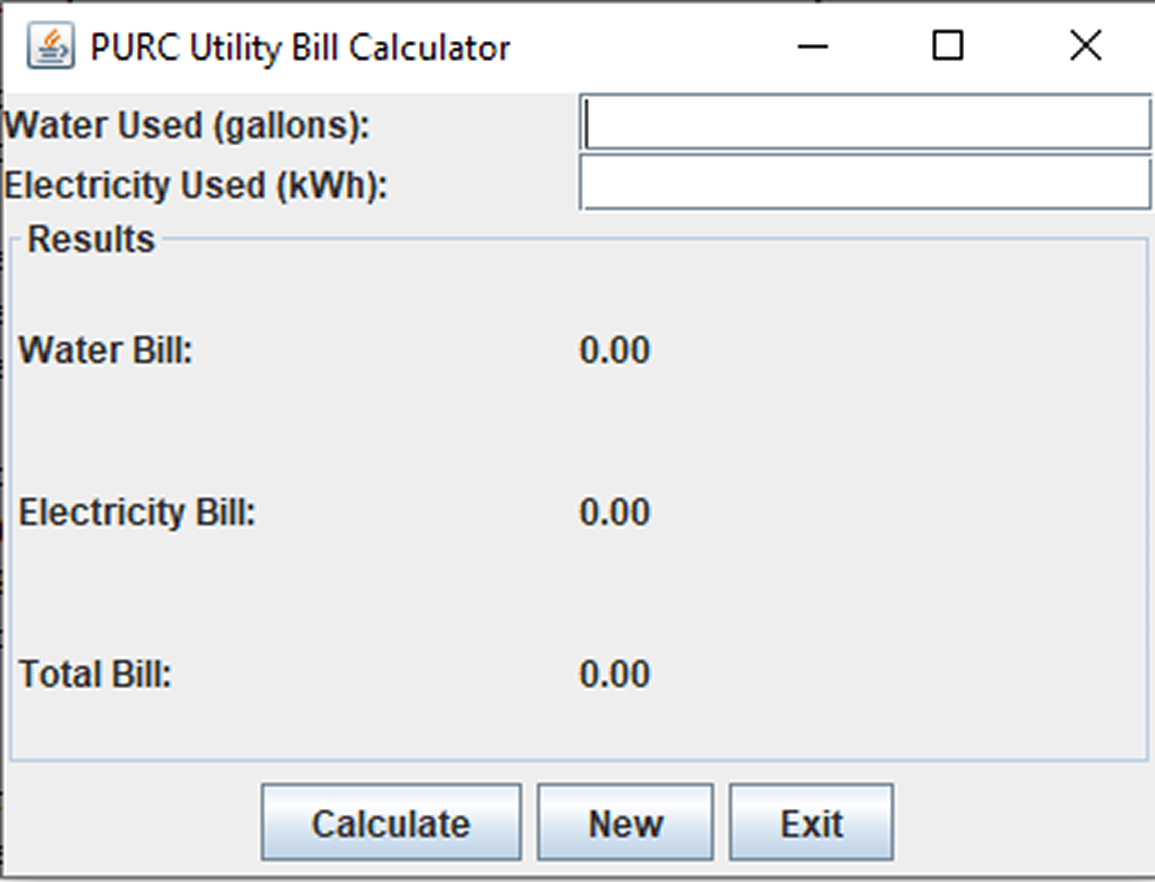 PURC Utility Bill Calculator
Water Used (gallons):
Electricity Used (kWh):
Results
Water Bill: 0.00
Electricity Bill: 0.00
Total Bill: 0.00
Calculate New Exit